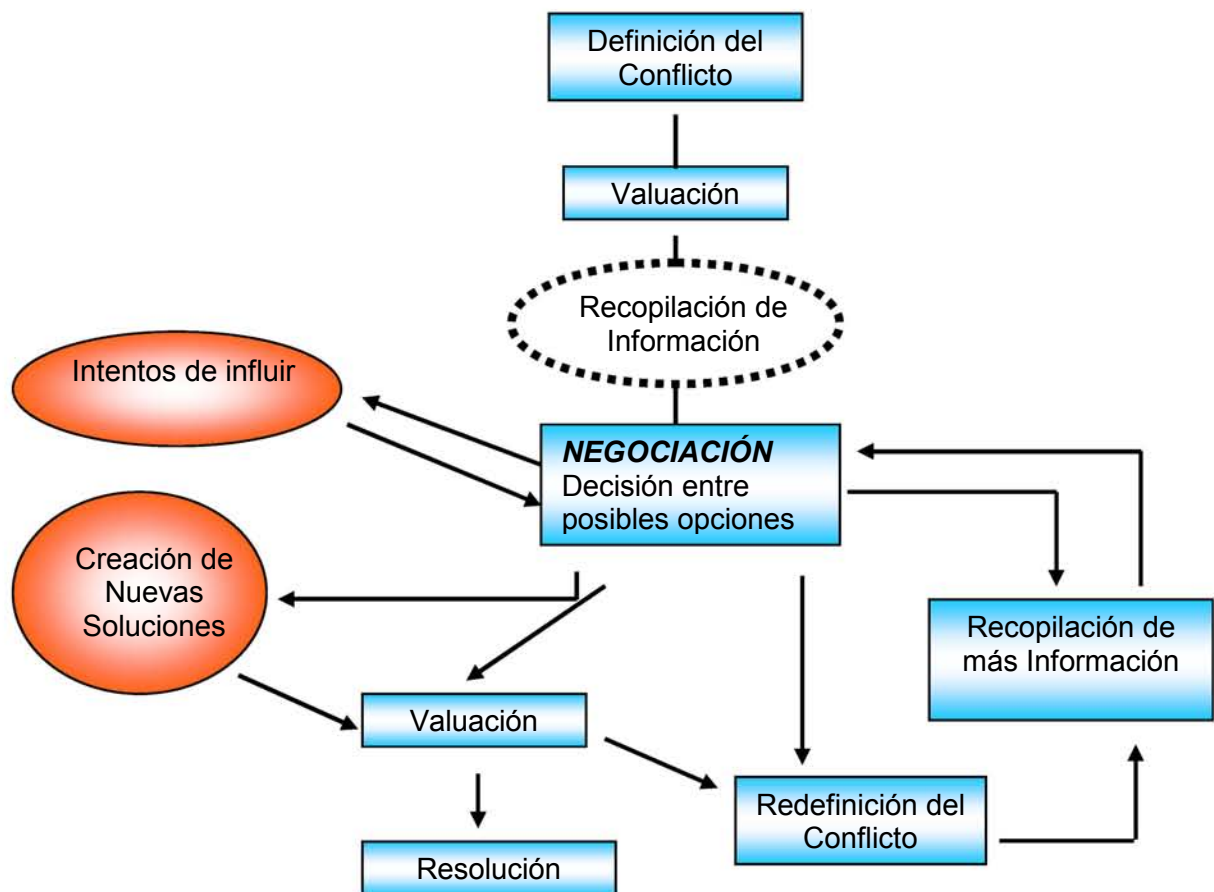 Definición del
Conflicto
Valuación
Recopilación de
Información
Intentos de influir
NEGOCIACIÓN
Decisión entre
posibles opciones
Creación de
Nuevas
Soluciones
Recopilación de
más Información
Valuación
Redefinición del
Conflicto
Resolución